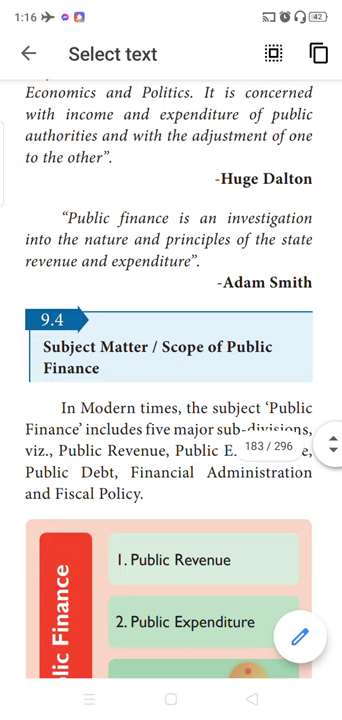 1:16
42
Select text
Economics and Politics. It is concerned
with income and expenditure of public
authorities and with the adjustment of one
to the other”.
-Huge Dalton
“Public finance is an investigation
into the nature and principles of the state
revenue and expenditure”.
-Adam Smith
9.4
Subject Matter / Scope of Public
Finance
In Modern times, the subject ‘Public
Finance’ includes five major sub-divisions,
viz., Public Revenue, Public
183 / 296
Public Debt, Financial Administration
and Fiscal Policy.
1. Public Revenue
2. Public Expenditure
Finance